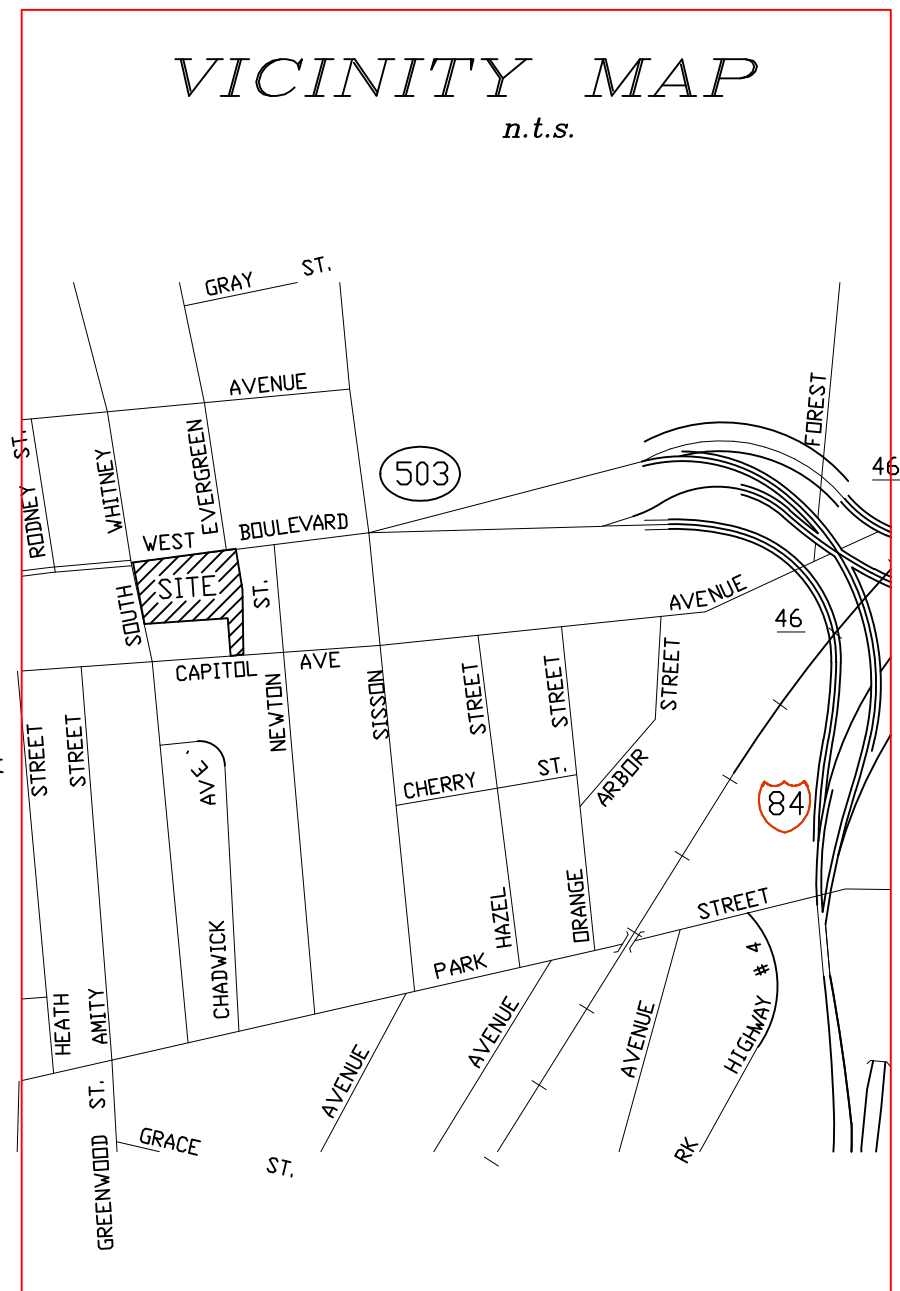 VICINITY MAP
n.t.s.
GRAY ST.
AVENUE
FOREST
RODNEY ST.
WHITNEY
EVERGREEN
503
46
WEST BOULEVARD
SITE
ST.
SOUTH
AVENUE
46
CAPITOL AVE
NEWTON
SISSON
STREET
STREET
STREET
STREET
STREET
AVE.
CHERRY ST.
ARBOR
84
HAZEL
ORANGE
STREET
PARK
CHADWICK
HEATH
AMITY
HIGHWAY # 4
AVENUE
AVENUE
AVENUE
RK
GREENWOOD ST.
GRACE ST.